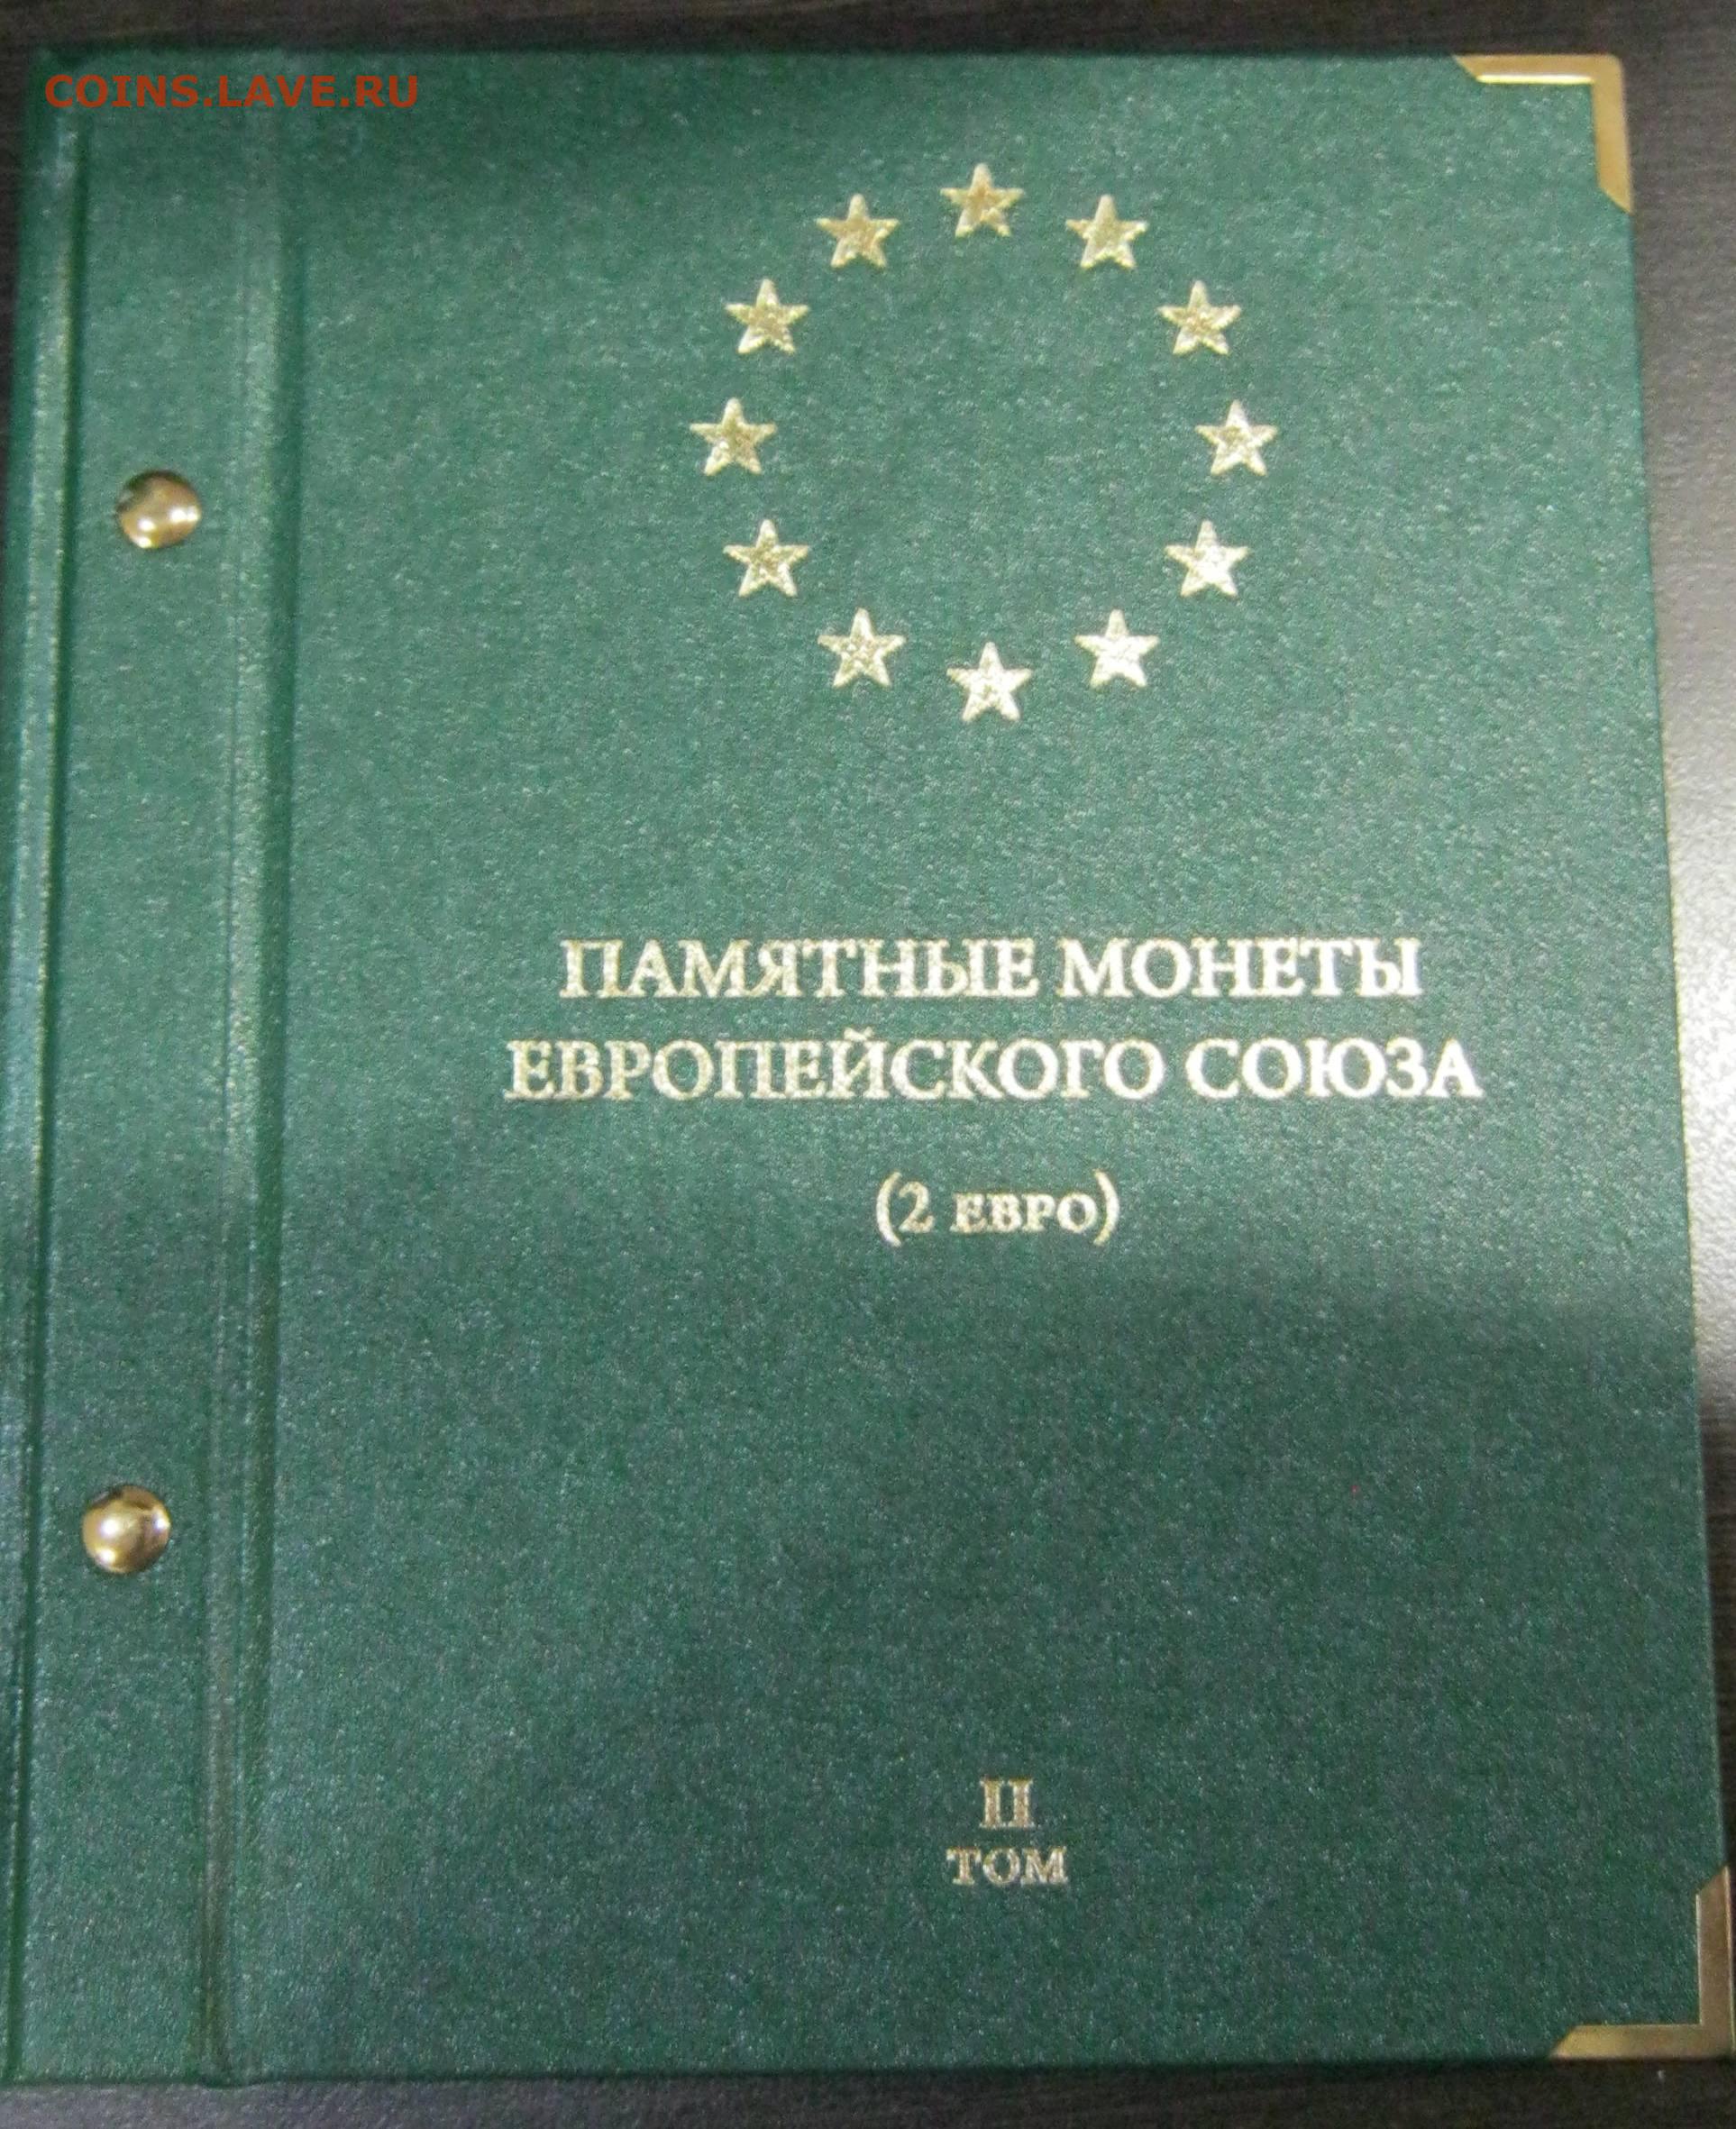 COINS.LAVE.RU
ПАМЯТНЫЕ МОНЕТЫ
ЕВРОПЕЙСКОГО СОЮЗА
(2 ЕВРО)
II
ТОМ